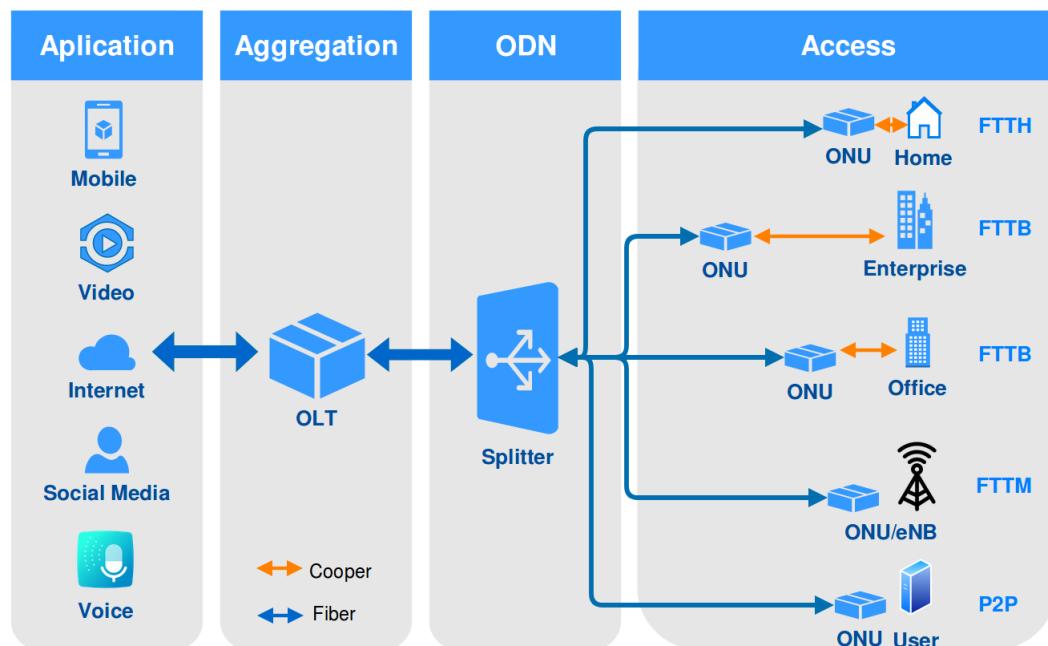 Aplication
Aggregation
ODN
Access
Mobile
Video
Internet
Social Media
Voice
OLT
Cooper
Fiber
Splitter
ONU
Home
FTTH
ONU
Enterprise
FTTB
ONU
Office
FTTB
ONU/eNB
FTTM
ONU
User
P2P